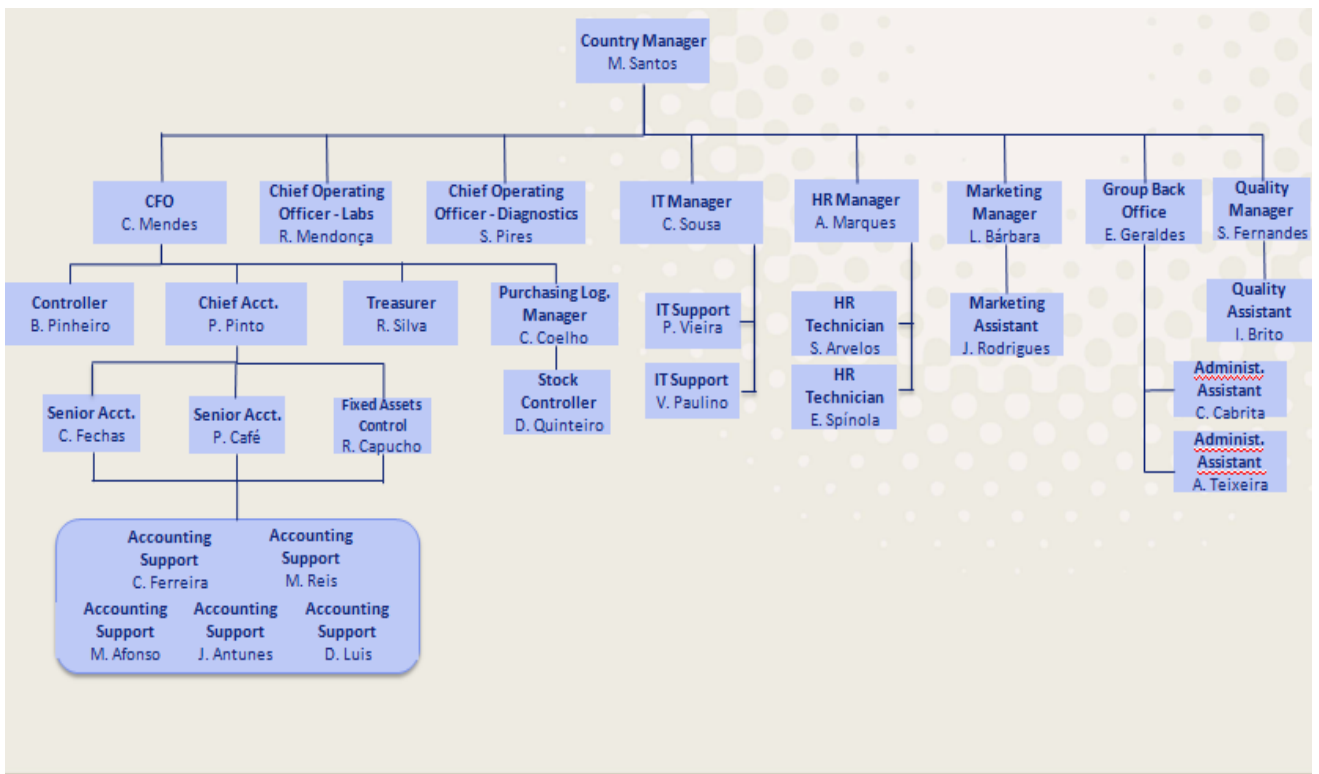 Country Manager
M. Santos
CFO
C. Mendes
Chief Operating
Officer - Labs
R. Mendonça
Chief Operating
Officer - Diagnostics
S. Pires
IT Manager
C. Sousa
HR Manager
A. Marques
Marketing
Manager
L. Bárbara
Group Back
Office
E. Geraldes
Quality
Manager
S. Fernandes
Controller
B. Pinheiro
Chief Acct.
P. Pinto
Treasurer
R. Silva
Purchasing Log.
Manager
C. Coelho
IT Support
P. Vieira
HR
Technician
S. Arvelos
Marketing
Assistant
J. Rodrigues
Quality
Assistant
I. Brito
Senior Acct.
C. Fechas
Senior Acct.
P. Café
Fixed Assets
Control
R. Capucho
Stock
Controller
D. Quinteiro
IT Support
V. Paulino
HR
Technician
E. Spínola
Administ.
Assistant
C. Cabrita
Administ.
Assistant
A. Teixeira
Accounting
Support
C. Ferreira
Accounting
Support
M. Reis
Accounting
Support
M. Afonso
Accounting
Support
J. Antunes
Accounting
Support
D. Luis